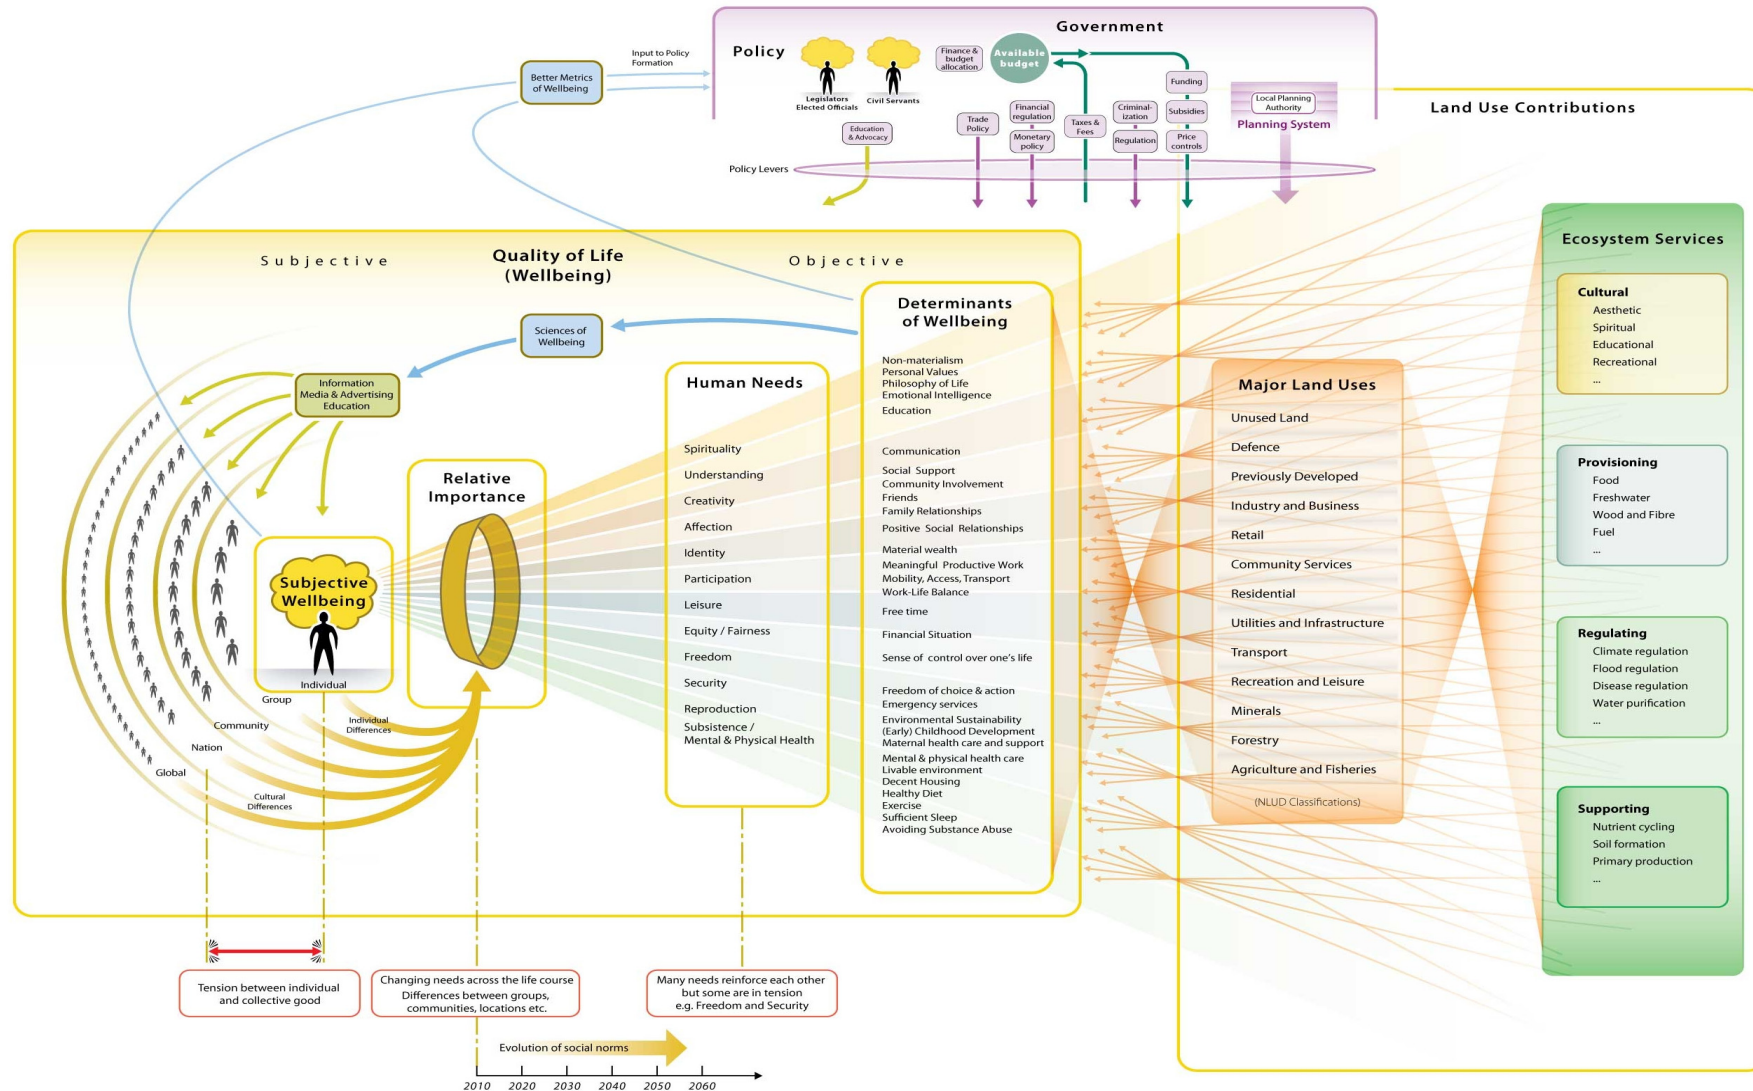 Government
Policy
Legislators
Elected Officials
Civil Servants
Finance &
budget
allocation
Available
budget
Funding
Subsidies
Price
controls
Education
& Advocacy
Trade
Policy
Financial
regulation
Monetary
policy
Taxes &
Fees
Criminal-
ization
Regulation
Local Planning
Authority
Planning System
Policy Levers
Better Metrics
of Wellbeing
Input to Policy
Formation
Land Use Contributions
Quality of Life
(Wellbeing)
Subjective
Objective
Sciences of
Wellbeing
Information
Media & Advertising
Education
Relative
Importance
Subjective
Wellbeing
Individual
Group
Community
Nation
Global
Individual
Differences
Cultural
Differences
Human Needs
Spirituality
Understanding
Creativity
Affection
Identity
Participation
Leisure
Equity / Fairness
Freedom
Security
Reproduction
Subsistence /
Mental & Physical Health
Determinants
of Wellbeing
Non-materialism
Personal Values
Philosophy of Life
Emotional Intelligence
Education
Communication
Social Support
Community Involvement
Friends
Family Relationships
Positive Social Relationships
Material wealth
Meaningful Productive Work
Mobility, Access, Transport
Work-Life Balance
Free time
Financial Situation
Sense of control over one's life
Freedom of choice & action
Emergency services
Environmental Sustainability
(Early) Childhood Development
Maternal health care and support
Mental & physical health care
Livable environment
Decent Housing
Healthy Diet
Exercise
Sufficient Sleep
Avoiding Substance Abuse
Major Land Uses
Unused Land
Defence
Previously Developed
Industry and Business
Retail
Community Services
Residential
Utilities and Infrastructure
Transport
Recreation and Leisure
Minerals
Forestry
Agriculture and Fisheries
(NLUD Classifications)
Ecosystem Services
Cultural
Aesthetic
Spiritual
Educational
Recreational
...
Provisioning
Food
Freshwater
Wood and Fibre
Fuel
...
Regulating
Climate regulation
Flood regulation
Disease regulation
Water purification
...
Supporting
Nutrient cycling
Soil formation
Primary production
...
Tension between individual
and collective good
Changing needs across the life course
Differences between groups,
communities, locations etc.
Many needs reinforce each other
but some are in tension
e.g. Freedom and Security
Evolution of social norms
2010 2020 2030 2040 2050 2060